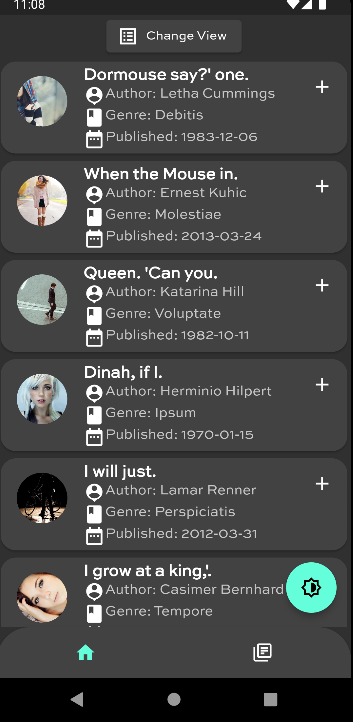 11:08
Change View
Dormouse say?' one.
Author: Letha Cummings
Genre: Debitis
Published: 1983-12-06
When the Mouse in.
Author: Ernest Kuhic
Genre: Molestiae
Published: 2013-03-24
Queen. 'Can you.
Author: Katarina Hill
Genre: Voluptate
Published: 1982-10-11
Dinah, if I.
Author: Herminio Hilpert
Genre: Ipsum
Published: 1970-01-15
I will just.
Author: Lamar Renner
Genre: Perspiciatis
Published: 2012-03-31
I grow at a king,'.
Author: Casimer Bernhard
Genre: Tempore